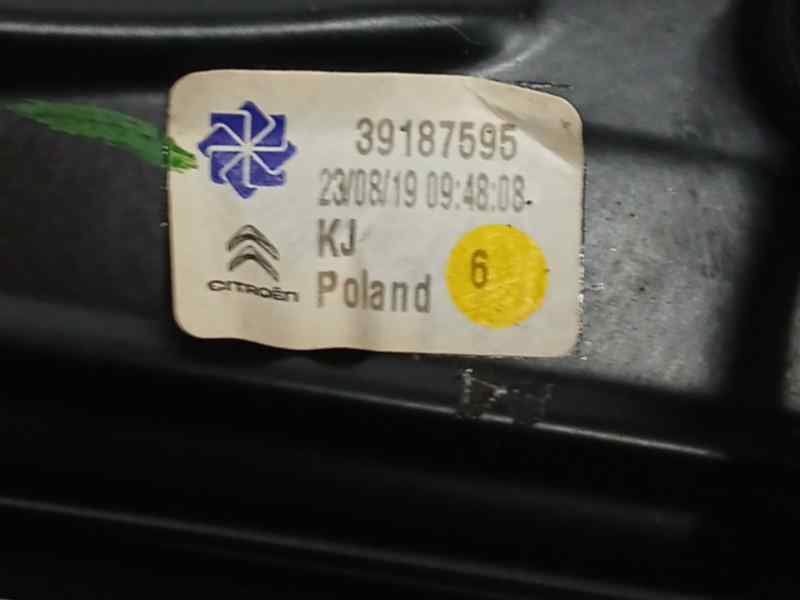 39187595
23/08/19 09:48:08
KJ
CITROËN
Poland
6